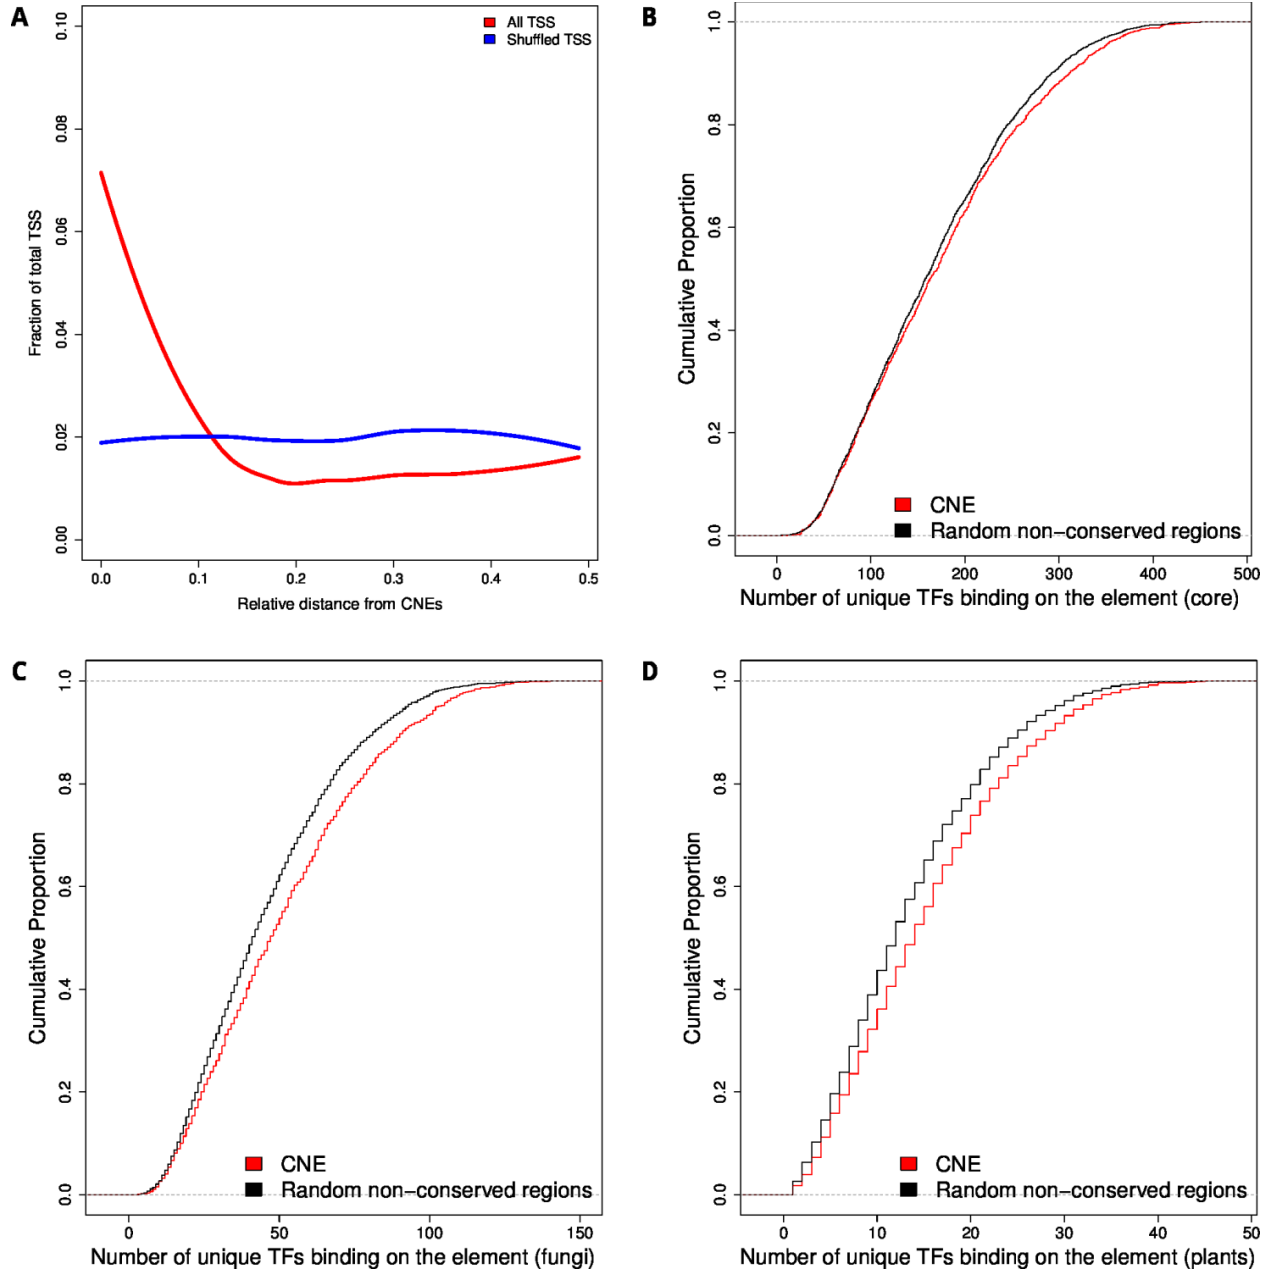 A
All TSS
Shuffled TSS
0.10
0.08
0.06
0.04
0.02
0.00
Fraction of total TSS
0.0 0.1 0.2 0.3 0.4 0.5
Relative distance from CNEs
B
1.0
0.8
0.6
0.4
0.2
0.0
Cumulative Proportion
CNE
Random non−conserved regions
0 100 200 300 400 500
Number of unique TFs binding on the element (core)
C
1.0
0.8
0.6
0.4
0.2
0.0
Cumulative Proportion
CNE
Random non−conserved regions
0 50 100 150
Number of unique TFs binding on the element (fungi)
D
1.0
0.8
0.6
0.4
0.2
0.0
Cumulative Proportion
CNE
Random non−conserved regions
0 10 20 30 40 50
Number of unique TFs binding on the element (plants)